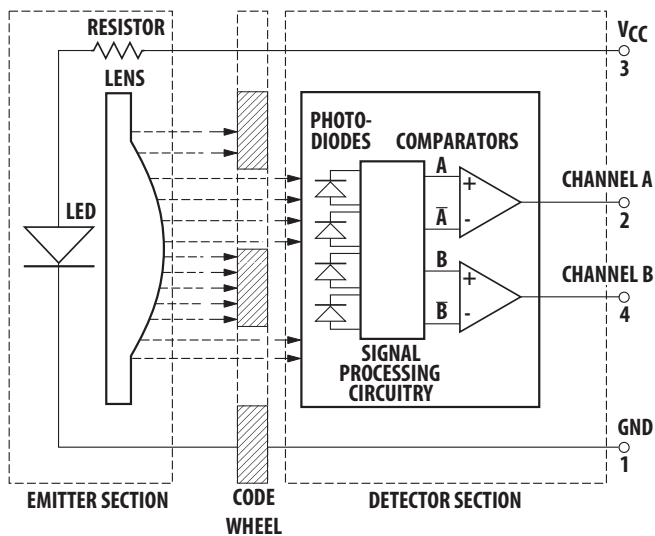 RESISTOR
LENS
LED
EMITTER SECTION
CODE
WHEEL
PHOTO-
DIODES
COMPARATORS
A
+
A̅
-
B
+
B̅
-
SIGNAL
PROCESSING
CIRCUITRY
DETECTOR SECTION
VCC
3
CHANNEL A
2
CHANNEL B
4
GND
1